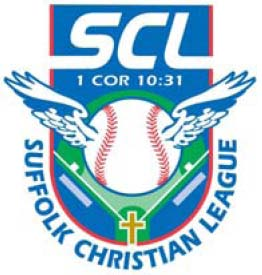 SCL
1 COR 10:31
SUFFOLK CHRISTIAN LEAGUE